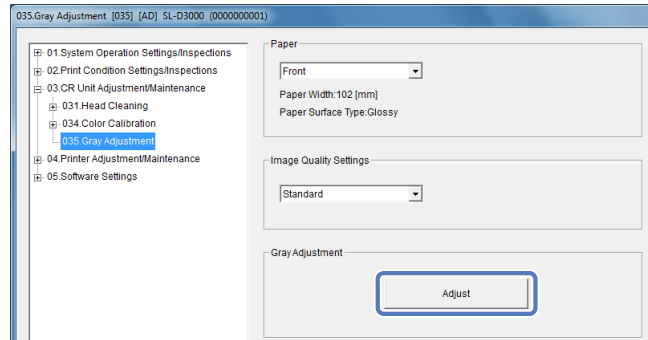 035.Gray Adjustment [035] [AD] SL-D3000 (0000000001)
01.System Operation Settings/Inspections
02.Print Condition Settings/Inspections
03.CR Unit Adjustment/Maintenance
031.Head Cleaning
034.Color Calibration
035.Gray Adjustment
04.Printer Adjustment/Maintenance
05.Software Settings
Paper
Front
Paper Width:102 [mm]
Paper Surface Type:Glossy
Image Quality Settings
Standard
Gray Adjustment
Adjust